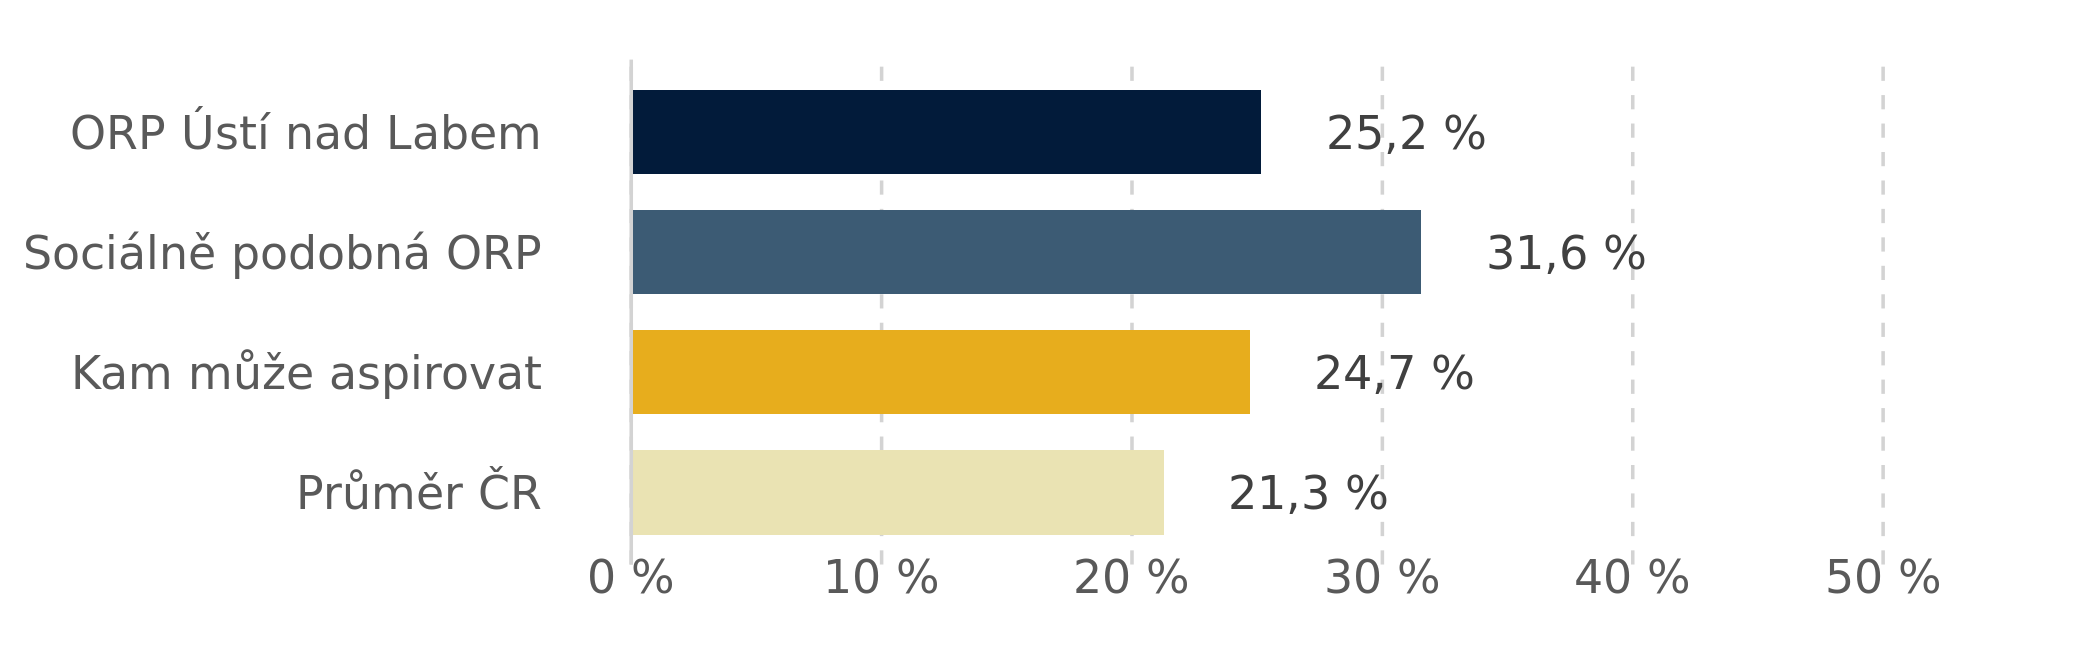 ORP Ústí nad Labem
25,2 %
Sociálně podobná ORP
31,6 %
Kam může aspirovat
24,7 %
Průměr ČR
21,3 %
0 % 10 % 20 % 30 % 40 % 50 %